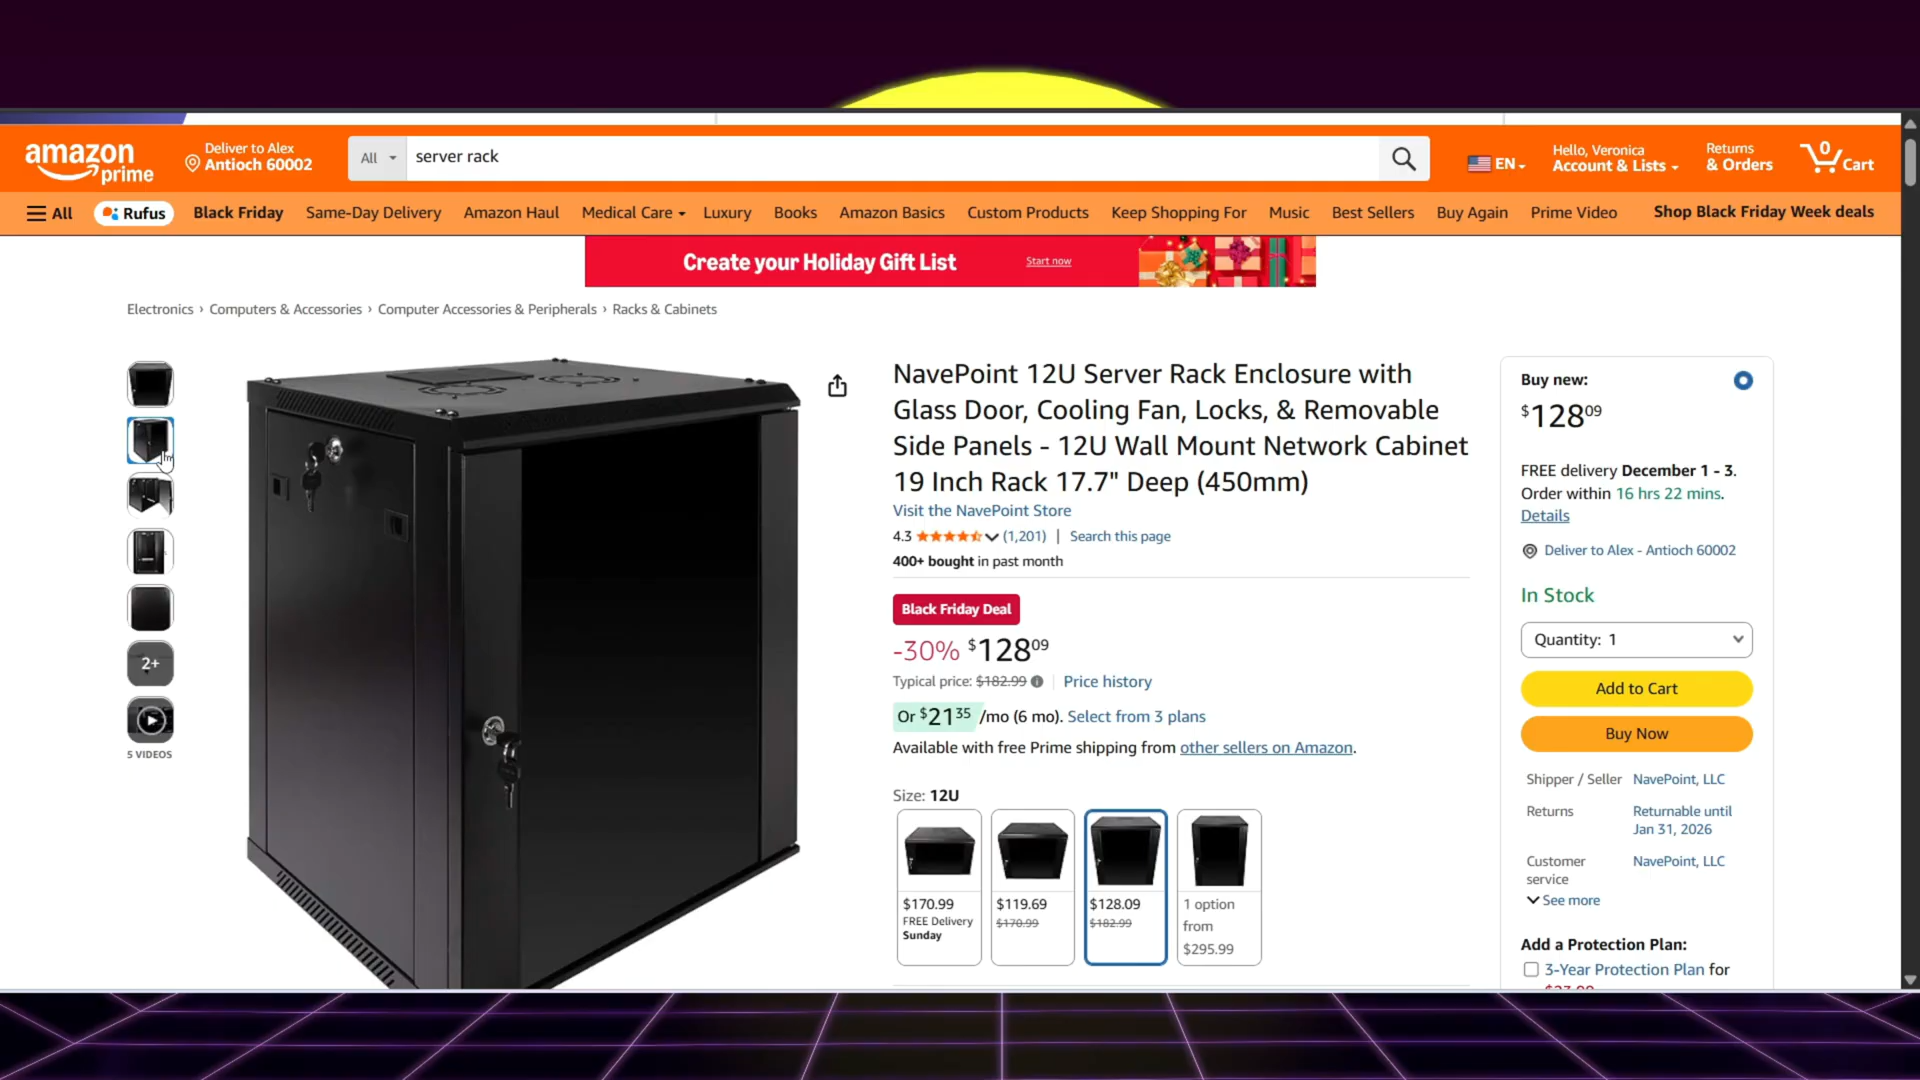 amazon
prime
Deliver to Alex
Antioch 60002
All
server rack
EN
Hello, Veronica
Account & Lists
Returns
& Orders
0
Cart
All
Rufus
Black Friday
Same-Day Delivery
Amazon Haul
Medical Care
Luxury
Books
Amazon Basics
Custom Products
Keep Shopping For
Music
Best Sellers
Buy Again
Prime Video
Shop Black Friday Week deals
Create your Holiday Gift List
Start now
Electronics › Computers & Accessories › Computer Accessories & Peripherals › Racks & Cabinets
2+
5 VIDEOS
NavePoint 12U Server Rack Enclosure with
Glass Door, Cooling Fan, Locks, & Removable
Side Panels - 12U Wall Mount Network Cabinet
19 Inch Rack 17.7" Deep (450mm)
Visit the NavePoint Store
4.3 (1,201) | Search this page
400+ bought in past month
Black Friday Deal
-30% $12809
Typical price: $182.99 Price history
Or $2135 /mo (6 mo). Select from 3 plans
Available with free Prime shipping from other sellers on Amazon.
Size: 12U
$170.99
FREE Delivery
Sunday
$119.69
$170.99
$128.09
$182.99
1 option
from
$295.99
Buy new:
$12809
FREE delivery December 1 - 3.
Order within 16 hrs 22 mins.
Details
Deliver to Alex - Antioch 60002
In Stock
Quantity: 1
Add to Cart
Buy Now
Shipper / Seller NavePoint, LLC
Returns Returnable until
Jan 31, 2026
Customer NavePoint, LLC
service
See more
Add a Protection Plan:
3-Year Protection Plan for